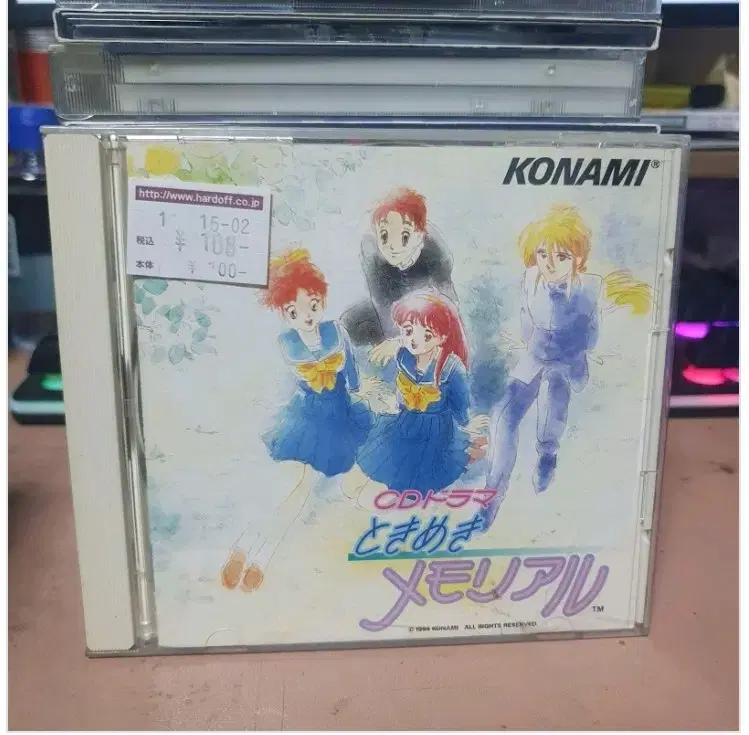 KONAMI®
http://www.hardoff.co.jp
1 15-02
税込 ¥ 108-
本体 ¥ 100-
CDドラマ
ときめき
メモリアル
TM
© 1994 KONAMI ALL RIGHTS RESERVED.